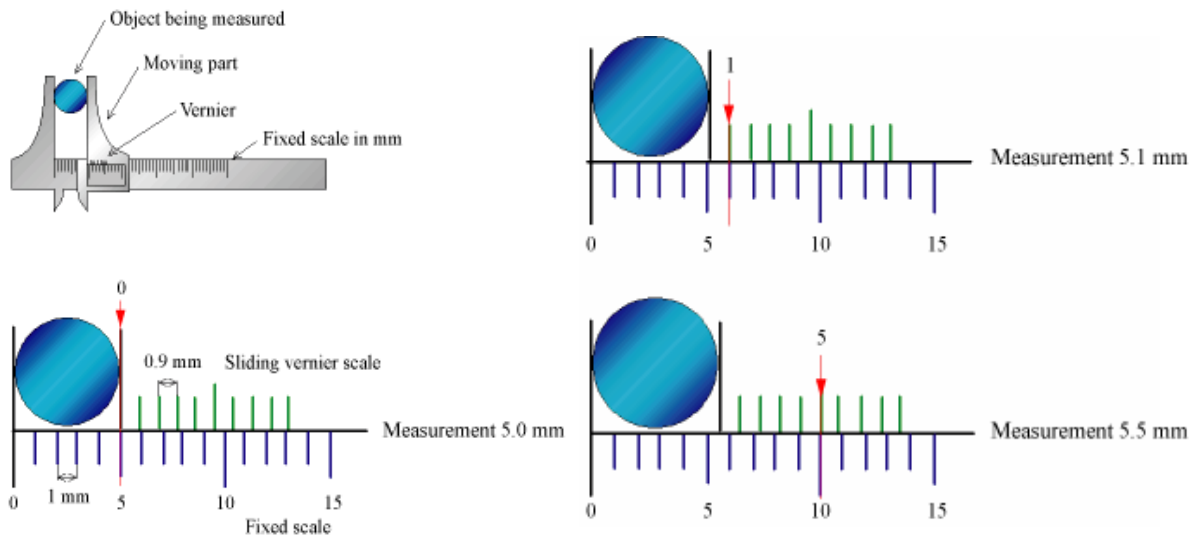 Object being measured
Moving part
Vernier
Fixed scale in mm
1
Measurement 5.1 mm
0 5 10 15
0
0.9 mm
Sliding vernier scale
Measurement 5.0 mm
1 mm
0 5 10 15
Fixed scale
5
Measurement 5.5 mm
0 5 10 15